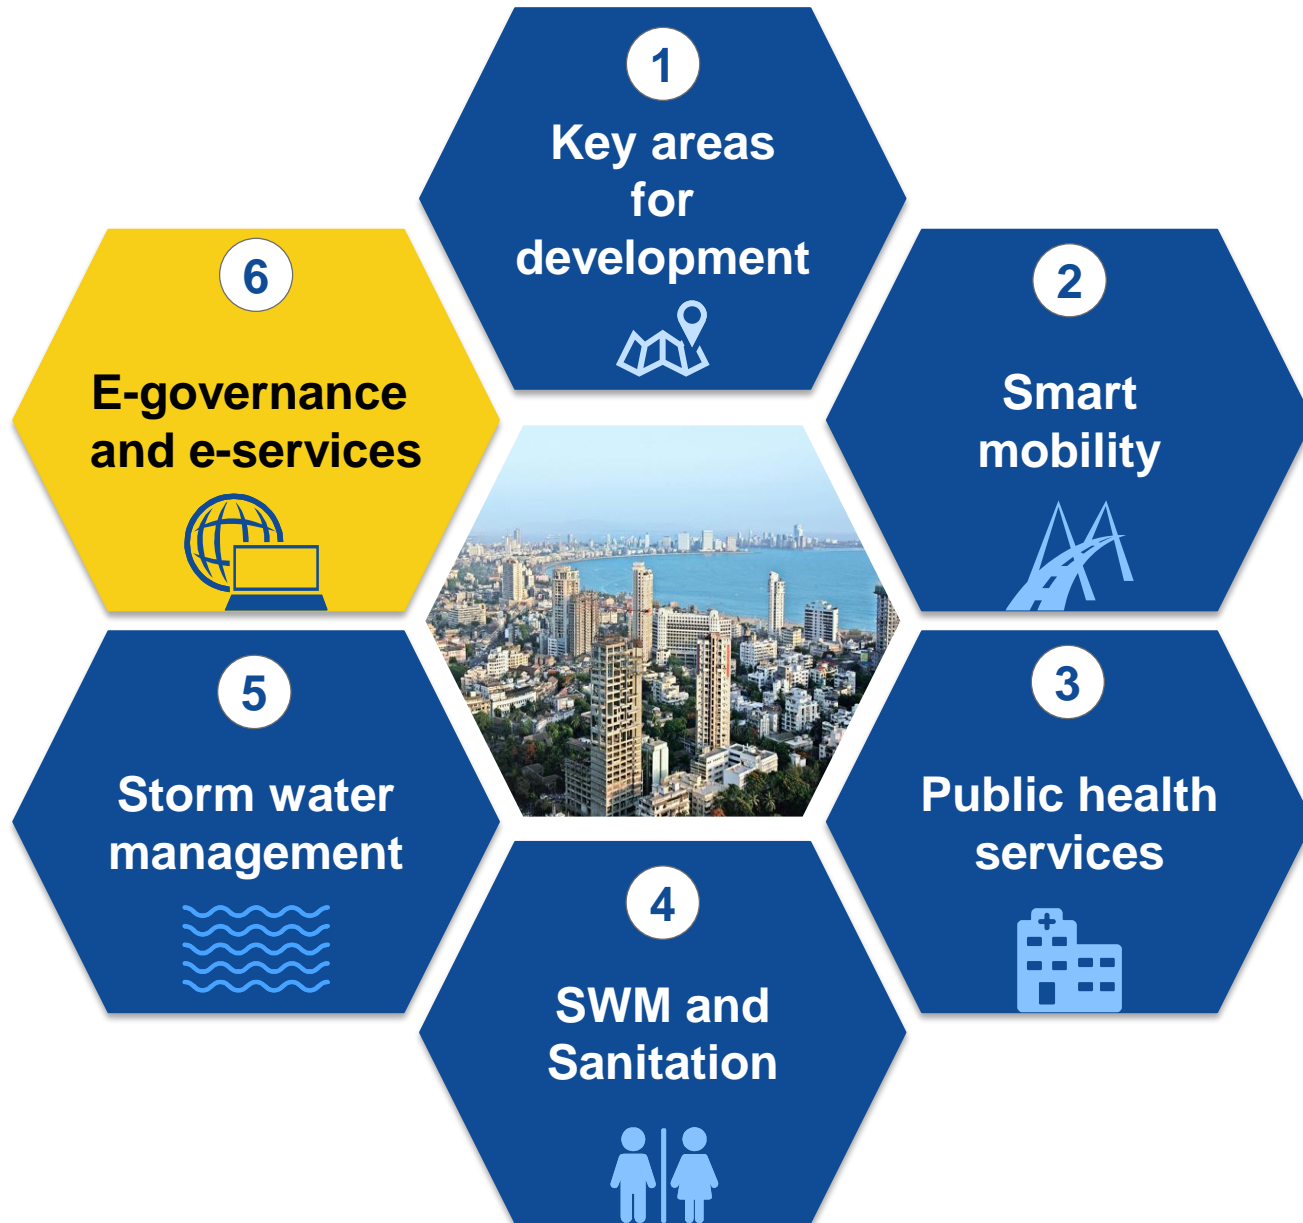 1
Key areas
for
development
2
Smart
mobility
3
Public health
services
4
SWM and
Sanitation
5
Storm water
management
6
E-governance
and e-services